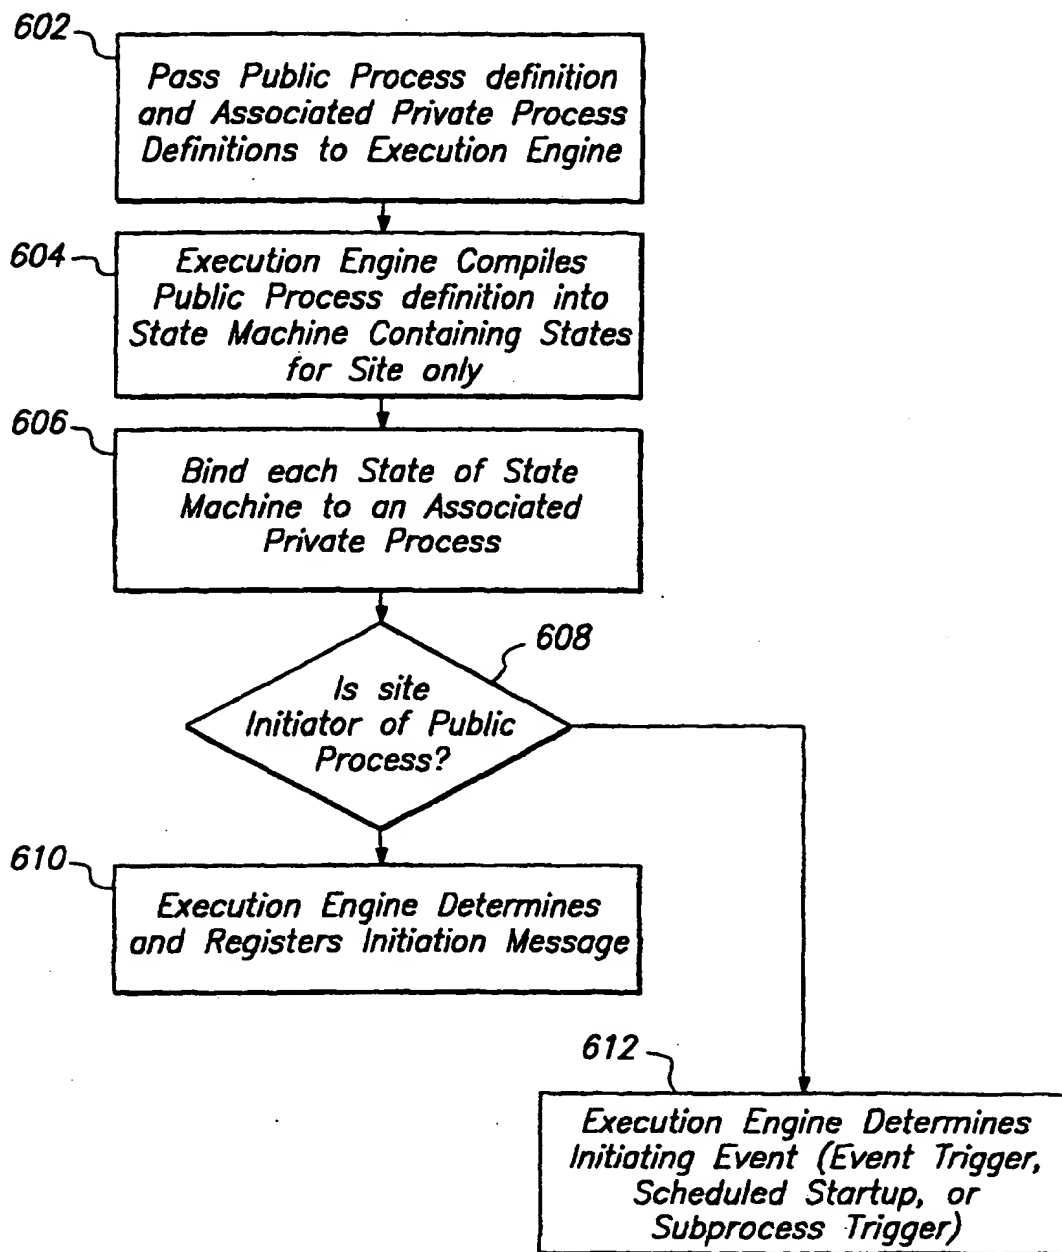 602
Pass Public Process definition
and Associated Private Process
Definitions to Execution Engine
604
Execution Engine Compiles
Public Process definition into
State Machine Containing States
for Site only
606
Bind each State of State
Machine to an Associated
Private Process
608
Is site
Initiator of Public
Process?
610
Execution Engine Determines
and Registers Initiation Message
612
Execution Engine Determines
Initiating Event (Event Trigger,
Scheduled Startup, or
Subprocess Trigger)